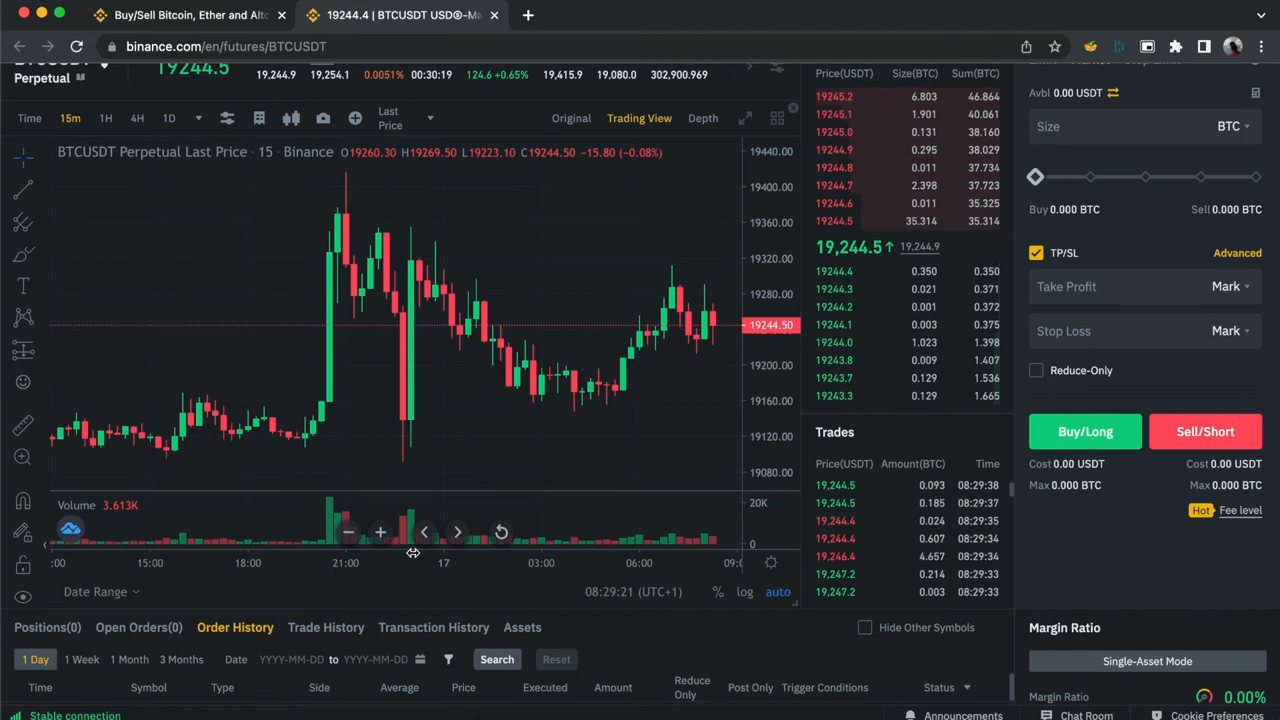 Buy/Sell Bitcoin, Ether and Altc
19244.4 | BTCUSDT USDⓈ-Ma
binance.com/en/futures/BTCUSDT
Perpetual 19244.5 19,244.9 19,254.1 0.0051% 00:30:19 124.6 +0.65% 19,415.9 19,080.0 302,900.969
Time 15m 1H 4H 1D Last Price Original Trading View Depth
BTCUSDT Perpetual Last Price · 15 · Binance O19260.30 H19269.50 L19223.10 C19244.50 −15.80 (−0.08%)
19440.00
19400.00
19360.00
19320.00
19280.00
19244.50
19200.00
19160.00
19120.00
19080.00
Volume 3.613K
20K
0
:00 15:00 18:00 21:00 17 03:00 06:00 09:0
Date Range 08:29:21 (UTC+1) % log auto
Price(USDT) Size(BTC) Sum(BTC)
19245.2 6.803 46.864
19245.1 1.901 40.061
19245.0 0.131 38.160
19244.9 0.295 38.029
19244.8 0.011 37.734
19244.7 2.398 37.723
19244.6 0.011 35.325
19244.5 35.314 35.314
19,244.5↑ 19,244.9
19244.4 0.350 0.350
19244.3 0.021 0.371
19244.2 0.001 0.372
19244.1 0.003 0.375
19244.0 1.023 1.398
19243.8 0.009 1.407
19243.7 0.129 1.536
19243.3 0.129 1.665
Trades
Price(USDT) Amount(BTC) Time
19,244.5 0.093 08:29:38
19,244.5 0.185 08:29:37
19,244.4 0.024 08:29:35
19,244.4 0.607 08:29:34
19,246.4 4.657 08:29:34
19,247.2 0.214 08:29:33
19,247.2 0.003 08:29:33
Avbl 0.00 USDT
Size BTC
Buy 0.000 BTC Sell 0.000 BTC
TP/SL Advanced
Take Profit Mark
Stop Loss Mark
Reduce-Only
Buy/Long Sell/Short
Cost 0.00 USDT Cost 0.00 USDT
Max 0.000 BTC Max 0.000 BTC
Hot Fee level
Positions(0) Open Orders(0) Order History Trade History Transaction History Assets Hide Other Symbols
1 Day 1 Week 1 Month 3 Months Date YYYY-MM-DD to YYYY-MM-DD Search Reset
Time Symbol Type Side Average Price Executed Amount Reduce Only Post Only Trigger Conditions Status
Margin Ratio
Single-Asset Mode
Margin Ratio 0.00%
Stable connection Announcements Chat Room Cookie Preferences